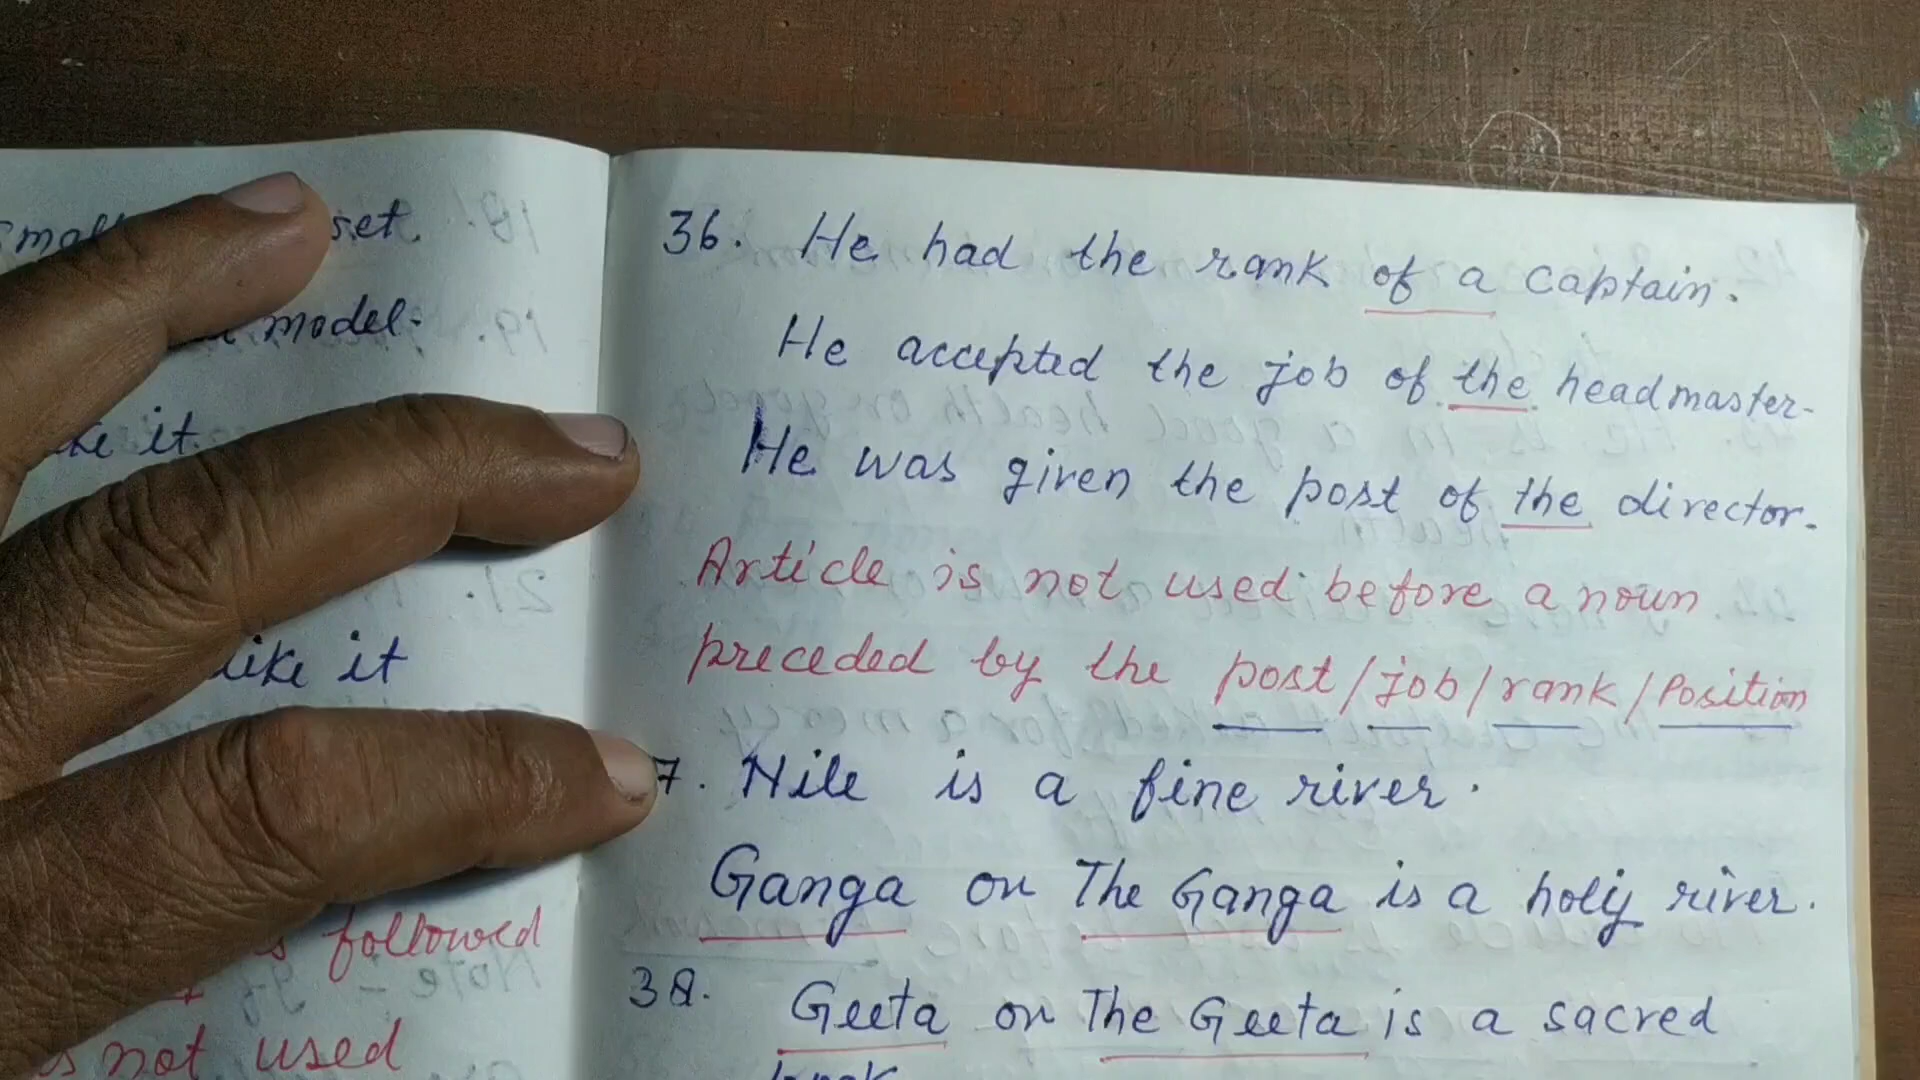 set.
model.
it.
like it
followed
not used
36. He had the rank of a captain.
He accepted the job of the headmaster.
He was given the post of the director.
Article is not used before a noun
preceded by the post/job/rank/Position
7. Nile is a fine river.
Ganga or The Ganga is a holy river.
38. Geeta or The Geeta is a sacred